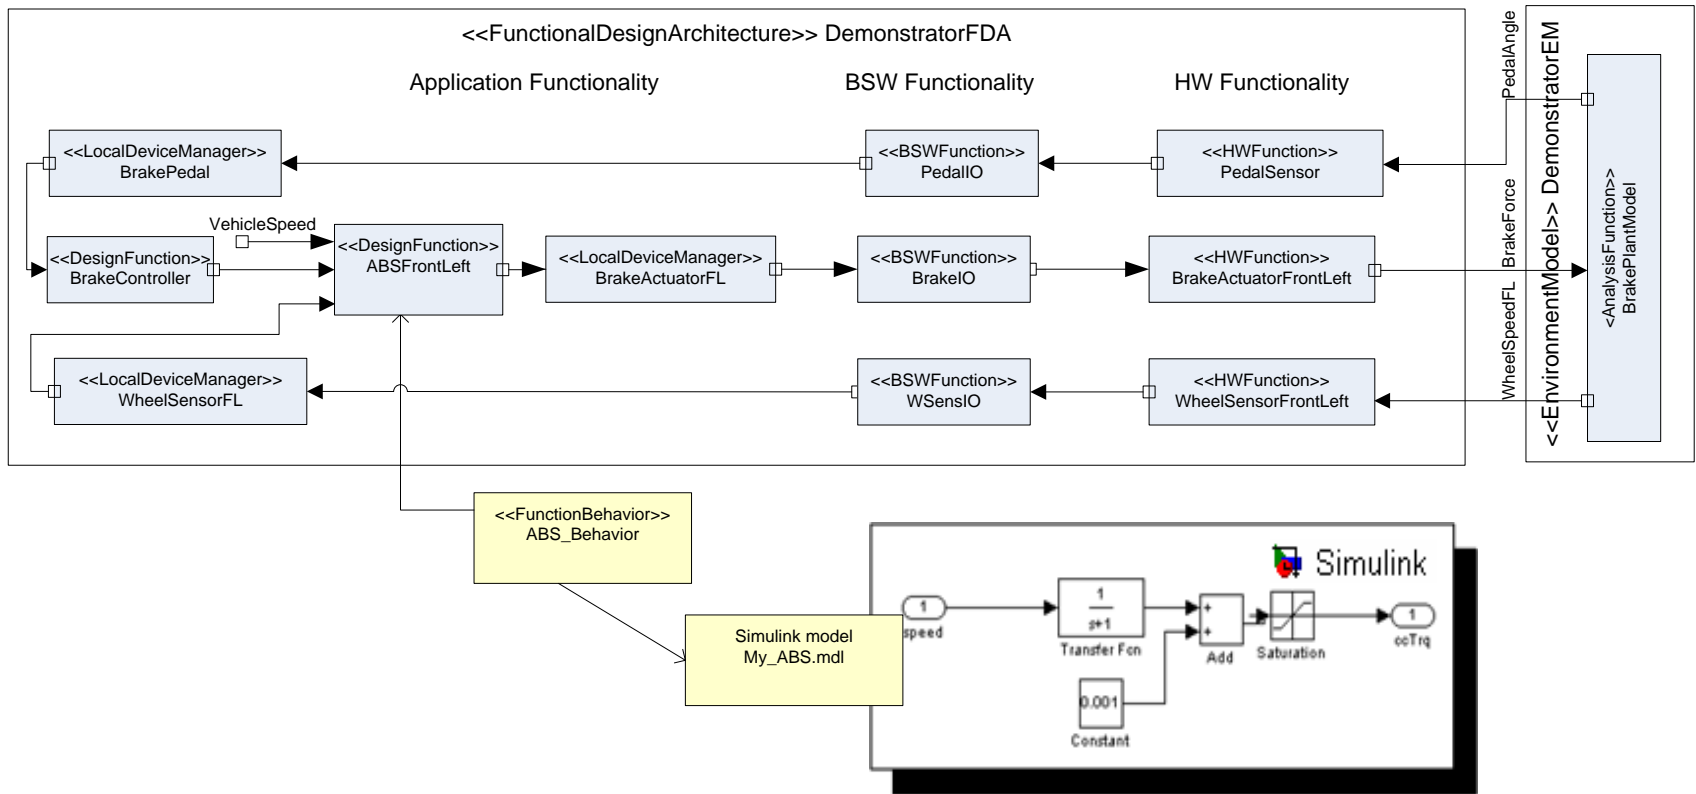 <<FunctionalDesignArchitecture>> DemonstratorFDA
Application Functionality
BSW Functionality
HW Functionality
<<LocalDeviceManager>>
BrakePedal
<<BSWFunction>>
PedalIO
<<HWFunction>>
PedalSensor
PedalAngle
VehicleSpeed
<<DesignFunction>>
BrakeController
<<DesignFunction>>
ABSFrontLeft
<<LocalDeviceManager>>
BrakeActuatorFL
<<BSWFunction>>
BrakeIO
<<HWFunction>>
BrakeActuatorFrontLeft
BrakeForce
<<LocalDeviceManager>>
WheelSensorFL
<<BSWFunction>>
WSensIO
<<HWFunction>>
WheelSensorFrontLeft
WheelSpeedFL
<<EnvironmentModel>> DemonstratorEM
<AnalysisFunction>>
BrakePlantModel
<<FunctionBehavior>>
ABS_Behavior
Simulink model
My_ABS.mdl
Simulink
1
speed
1
s+1
Transfer Fcn
+
+
Add
Saturation
1
ccTrq
0.001
Constant